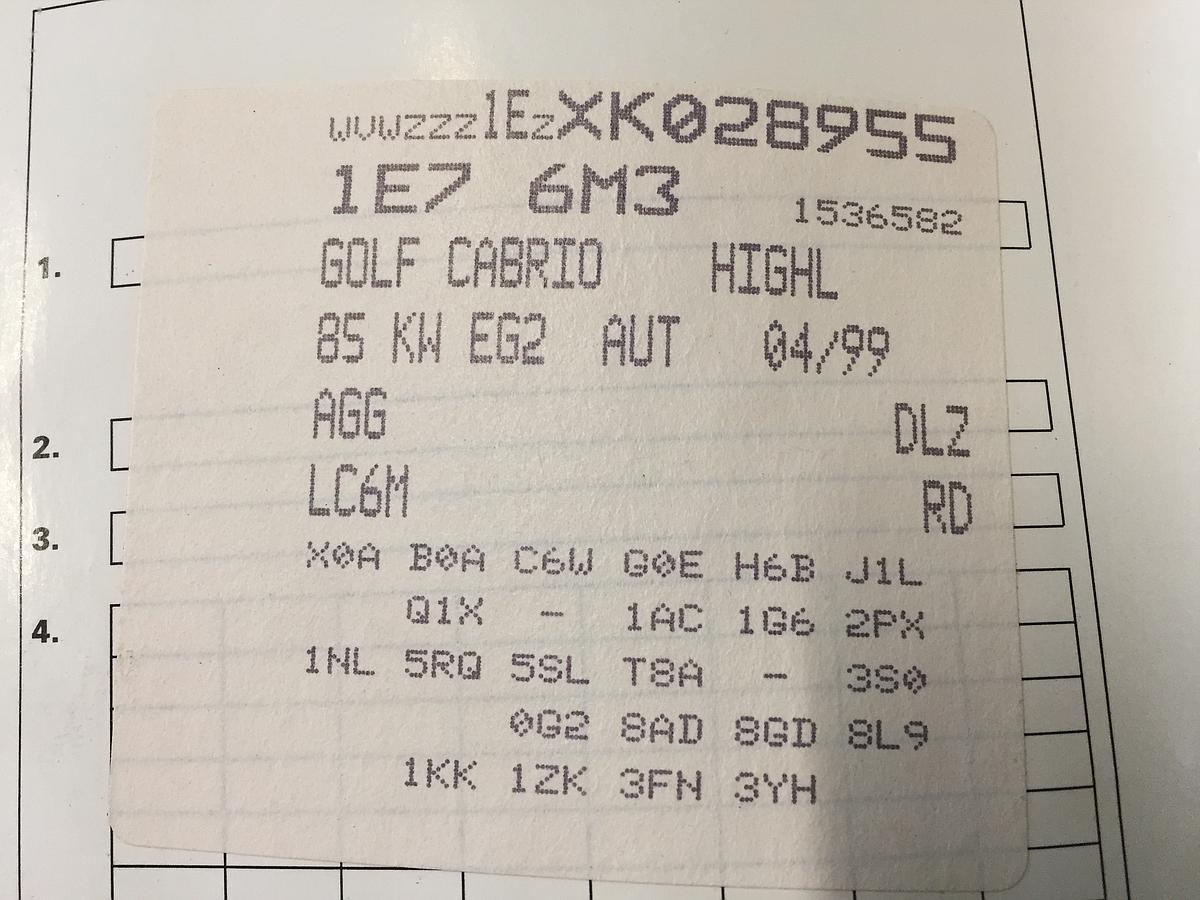 WVWZZZ1EZXK028955
1E7 6M3 1536582
GOLF CABRIO HIGHL
85 KW EG2 AUT 04/99
AGG DLZ
LC6M RD
X0A B0A C6W G0E H6B J1L
Q1X - 1AC 1G6 2PX
1NL 5RQ 5SL T8A - 3S0
0G2 8AD 8GD 8L9
1KK 1ZK 3FN 3YH
1.
2.
3.
4.